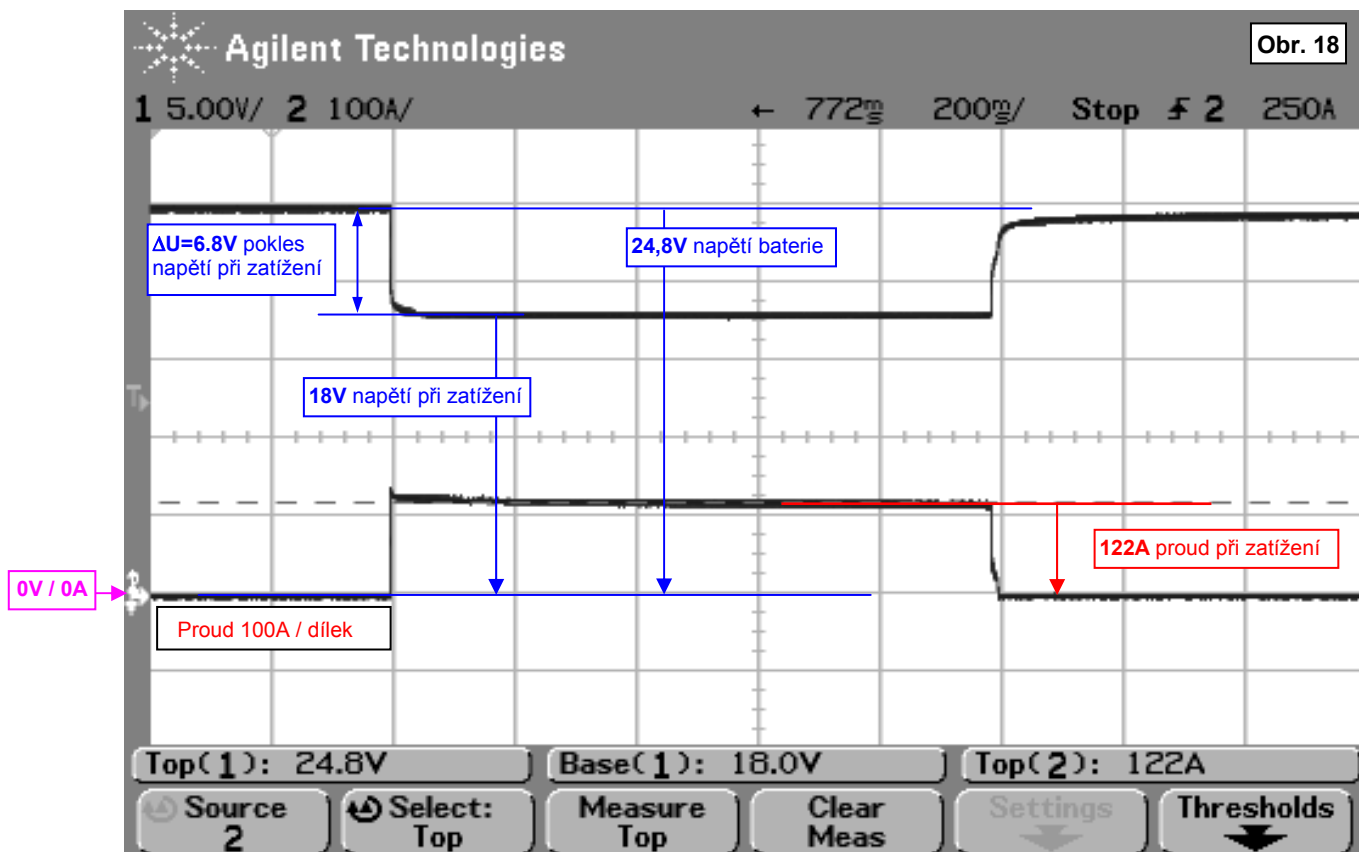 Agilent Technologies
Obr. 18
1 5.00V/ 2 100A/ ← 772ms 200ms/ Stop 2 250A
ΔU=6.8V pokles
napětí při zatížení
24,8V napětí baterie
18V napětí při zatížení
T
122A proud při zatížení
0V / 0A
Proud 100A / dílek
Top(1): 24.8V
Base(1): 18.0V
Top(2): 122A
Source
2
Select:
Top
Measure
Top
Clear
Meas
Settings
Thresholds